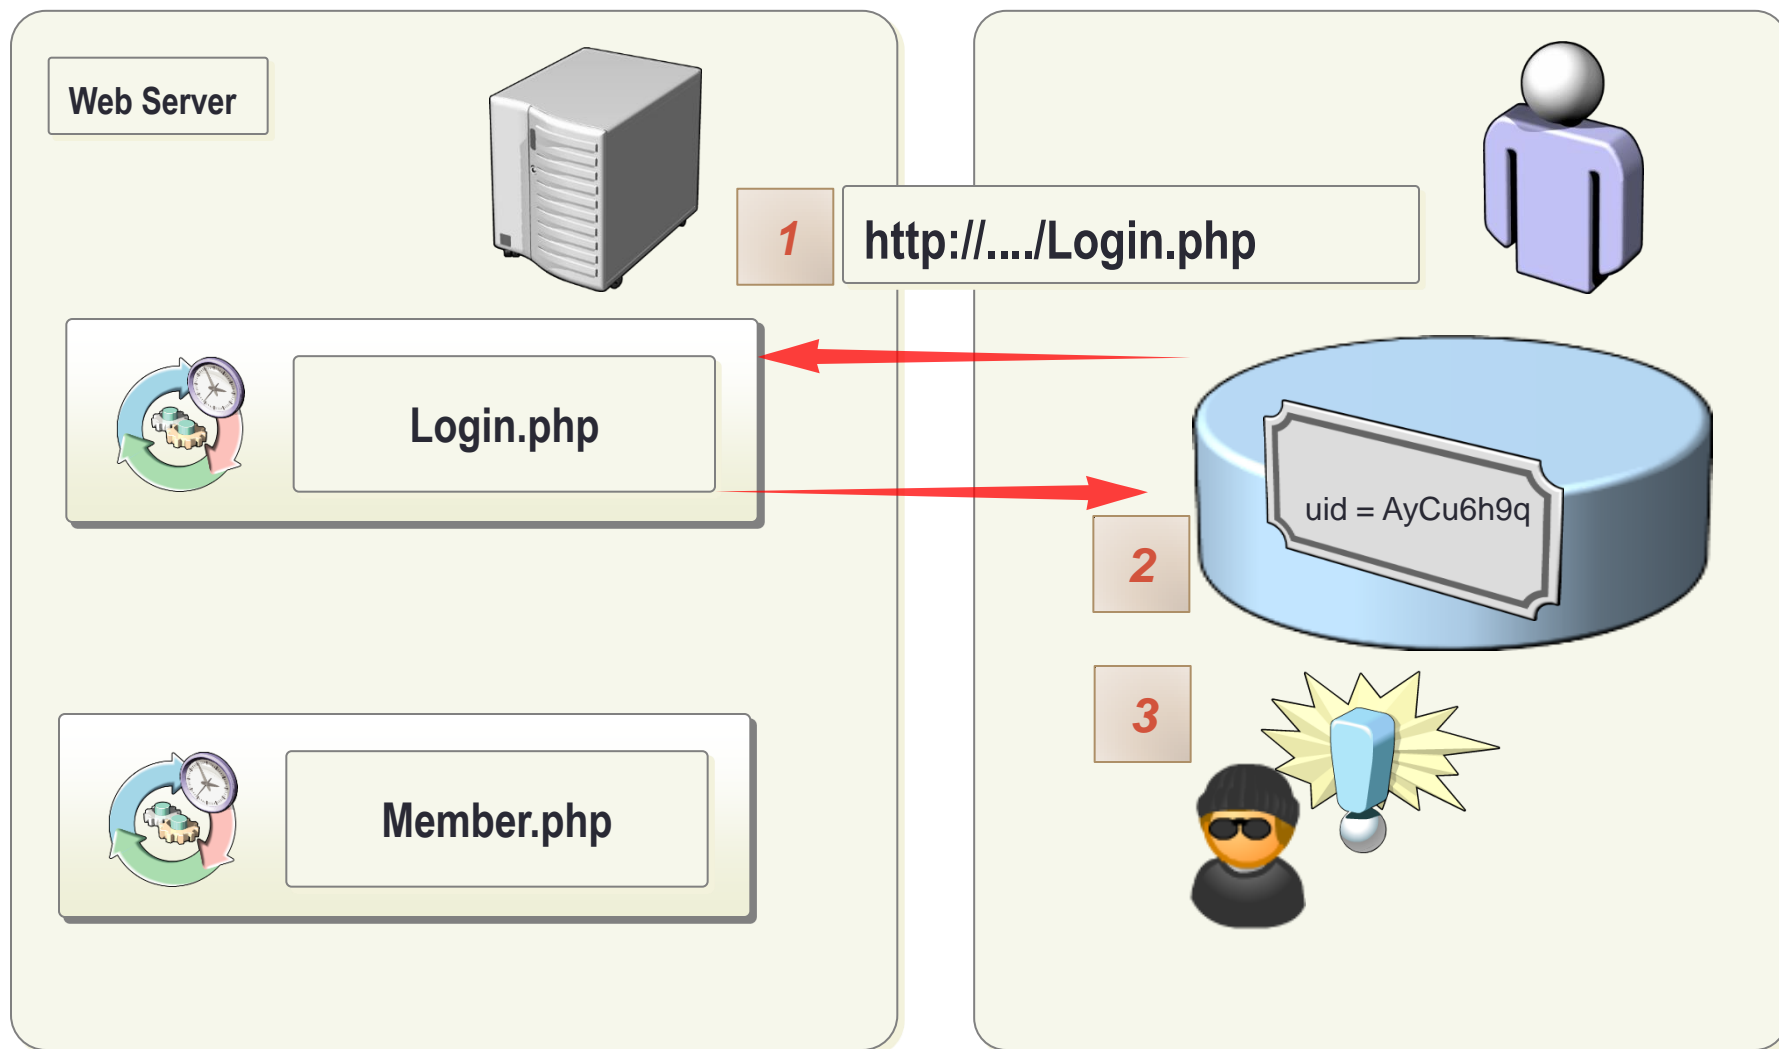 Web Server
1
http://..../Login.php
Login.php
uid = AyCu6h9q
2
3
Member.php